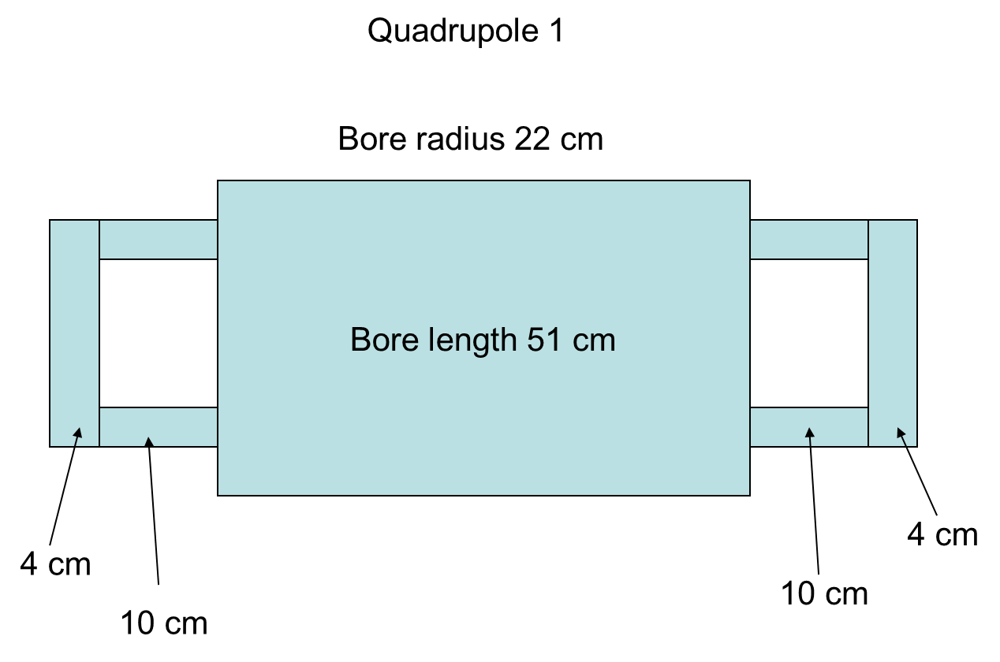 Quadrupole 1
Bore radius 22 cm
Bore length 51 cm
4 cm
4 cm
10 cm
10 cm